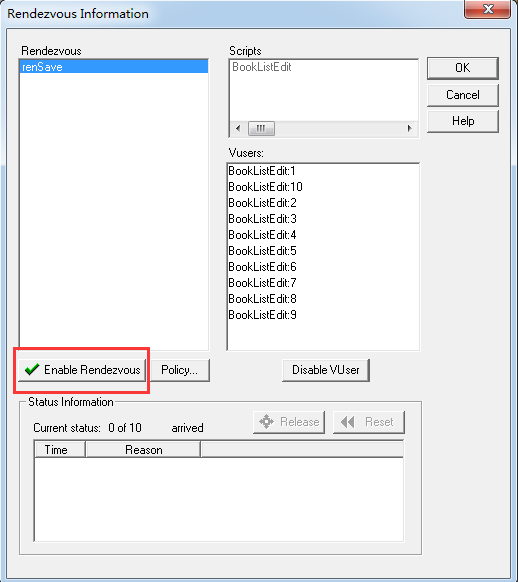 Rendezvous Information
Rendezvous
renSave
Scripts
BookListEdit
OK
Cancel
Help
Vusers:
BookListEdit:1
BookListEdit:10
BookListEdit:2
BookListEdit:3
BookListEdit:4
BookListEdit:5
BookListEdit:6
BookListEdit:7
BookListEdit:8
BookListEdit:9
Enable Rendezvous
Policy...
Disable VUser
Status Information
Current status: 0 of 10 arrived
Release
Reset
Time Reason